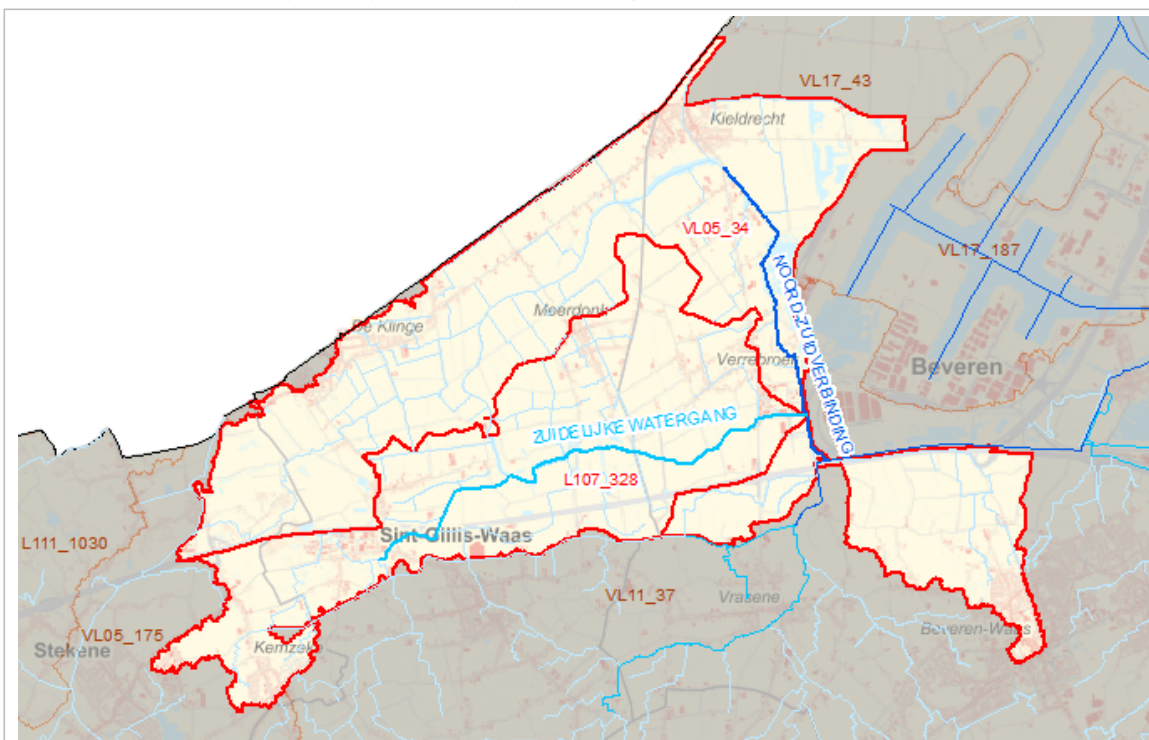 VL17_43
Kieldrecht
VL05_34
VL17_187
NOORD-ZUIDVERBINDING
Meerdonk
De Klinge
Verrebroek
Beveren
ZUIDELIJKE WATERGANG
L107_328
Sint-Gillis-Waas
L111_1030
VL11_37
Vrasene
VL05_175
Stekene
Kemzeke
Beveren-Waas